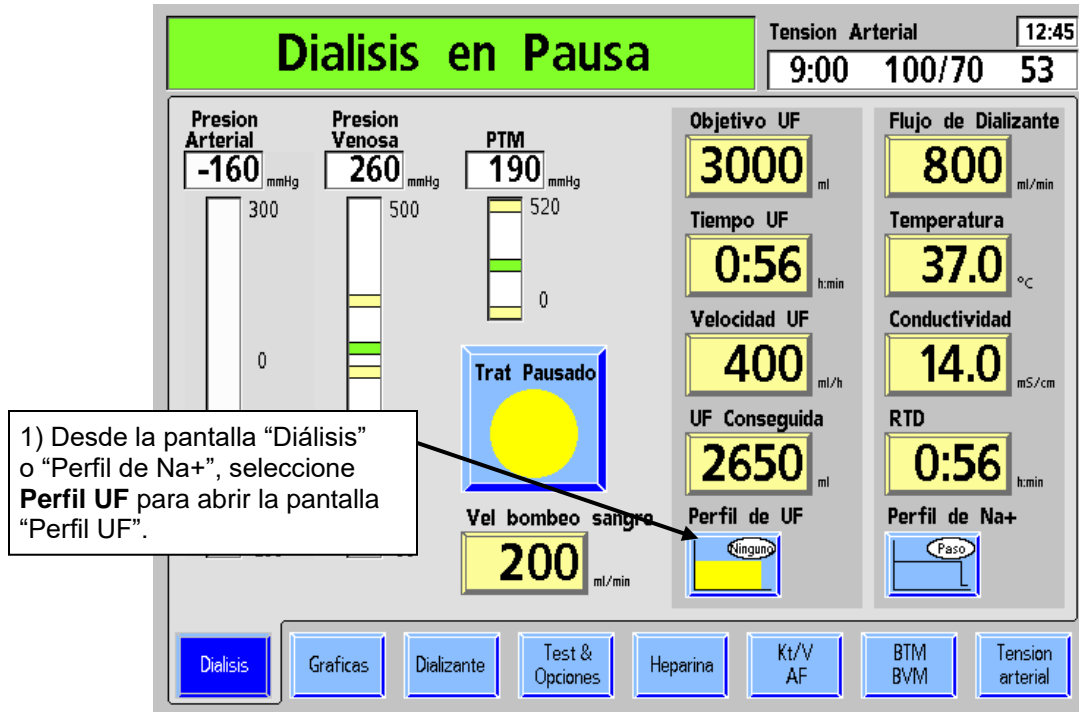 Dialisis en Pausa
Tension Arterial
12:45
9:00 100/70 53
Presion
Arterial
-160 mmHg
300
0
Presion
Venosa
260 mmHg
500
PTM
190 mmHg
520
0
Trat Pausado
Vel bombeo sangre
200 ml/min
Objetivo UF
3000 ml
Tiempo UF
0:56 h:min
Velocidad UF
400 ml/h
UF Conseguida
2650 ml
Perfil de UF
Ninguno
Flujo de Dializante
800 ml/min
Temperatura
37.0 °C
Conductividad
14.0 mS/cm
RTD
0:56 h:min
Perfil de Na+
Paso
1) Desde la pantalla “Diálisis”
o “Perfil de Na+”, seleccione
Perfil UF para abrir la pantalla
“Perfil UF”.
Dialisis
Graficas
Dializante
Test &
Opciones
Heparina
Kt/V
AF
BTM
BVM
Tension
arterial